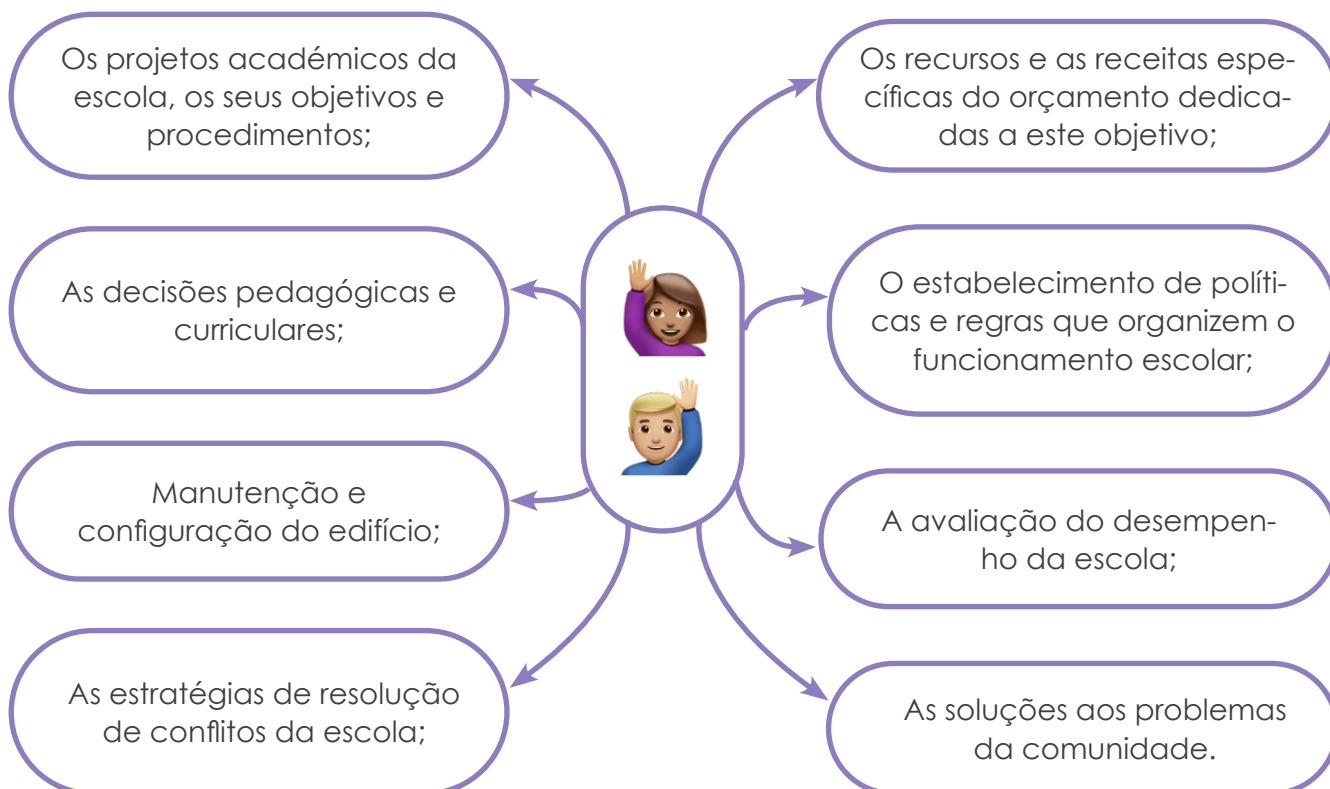 Os projetos académicos da
escola, os seus objetivos e
procedimentos;
As decisões pedagógicas e
curriculares;
Manutenção e
configuração do edifício;
As estratégias de resolução
de conflitos da escola;
Os recursos e as receitas espe-
cíficas do orçamento dedica-
das a este objetivo;
O estabelecimento de políti-
cas e regras que organizem o
funcionamento escolar;
A avaliação do desempen-
ho da escola;
As soluções aos problemas
da comunidade.